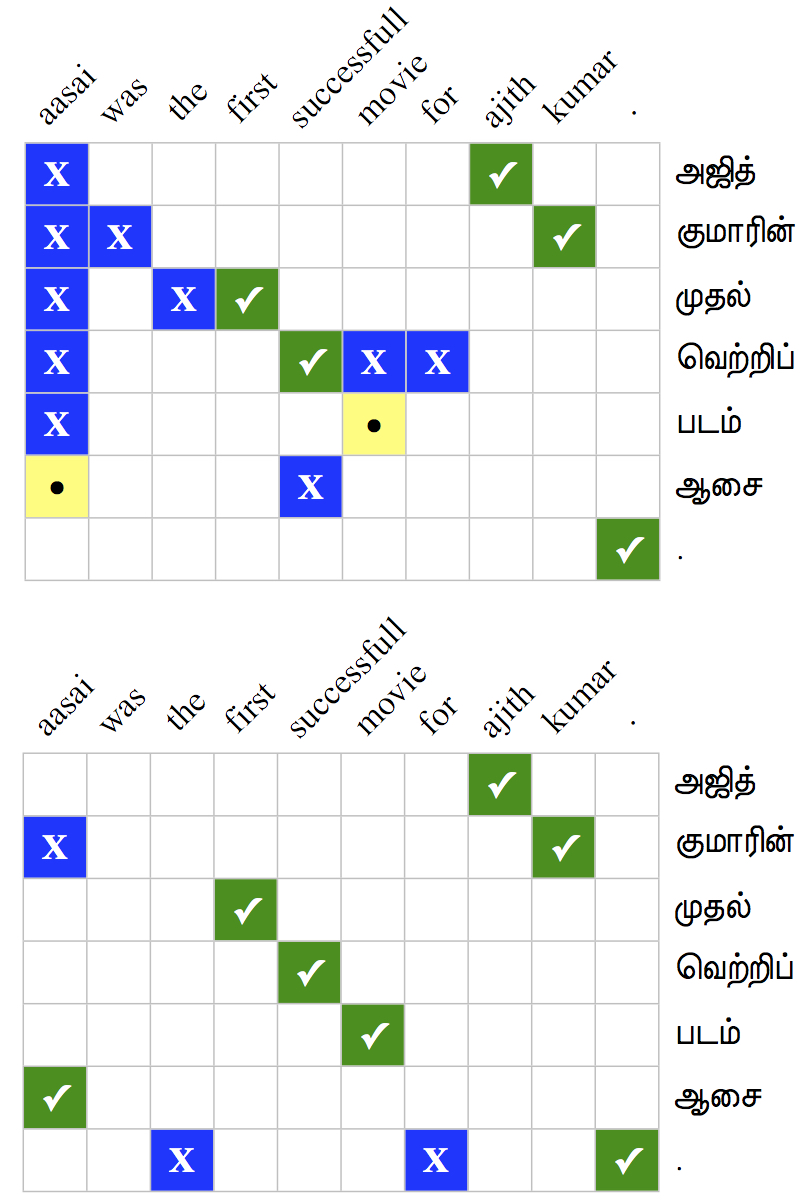 aasai was the first successfull movie for ajith kumar .
x ✓ அஜித்
x x ✓ குமாரின்
x x ✓ முதல்
x ✓ x x வெற்றிப்
x • படம்
• x ஆசை
✓ .
aasai was the first successfull movie for ajith kumar .
✓ அஜித்
x ✓ குமாரின்
✓ முதல்
✓ வெற்றிப்
✓ படம்
✓ ஆசை
x x ✓ .